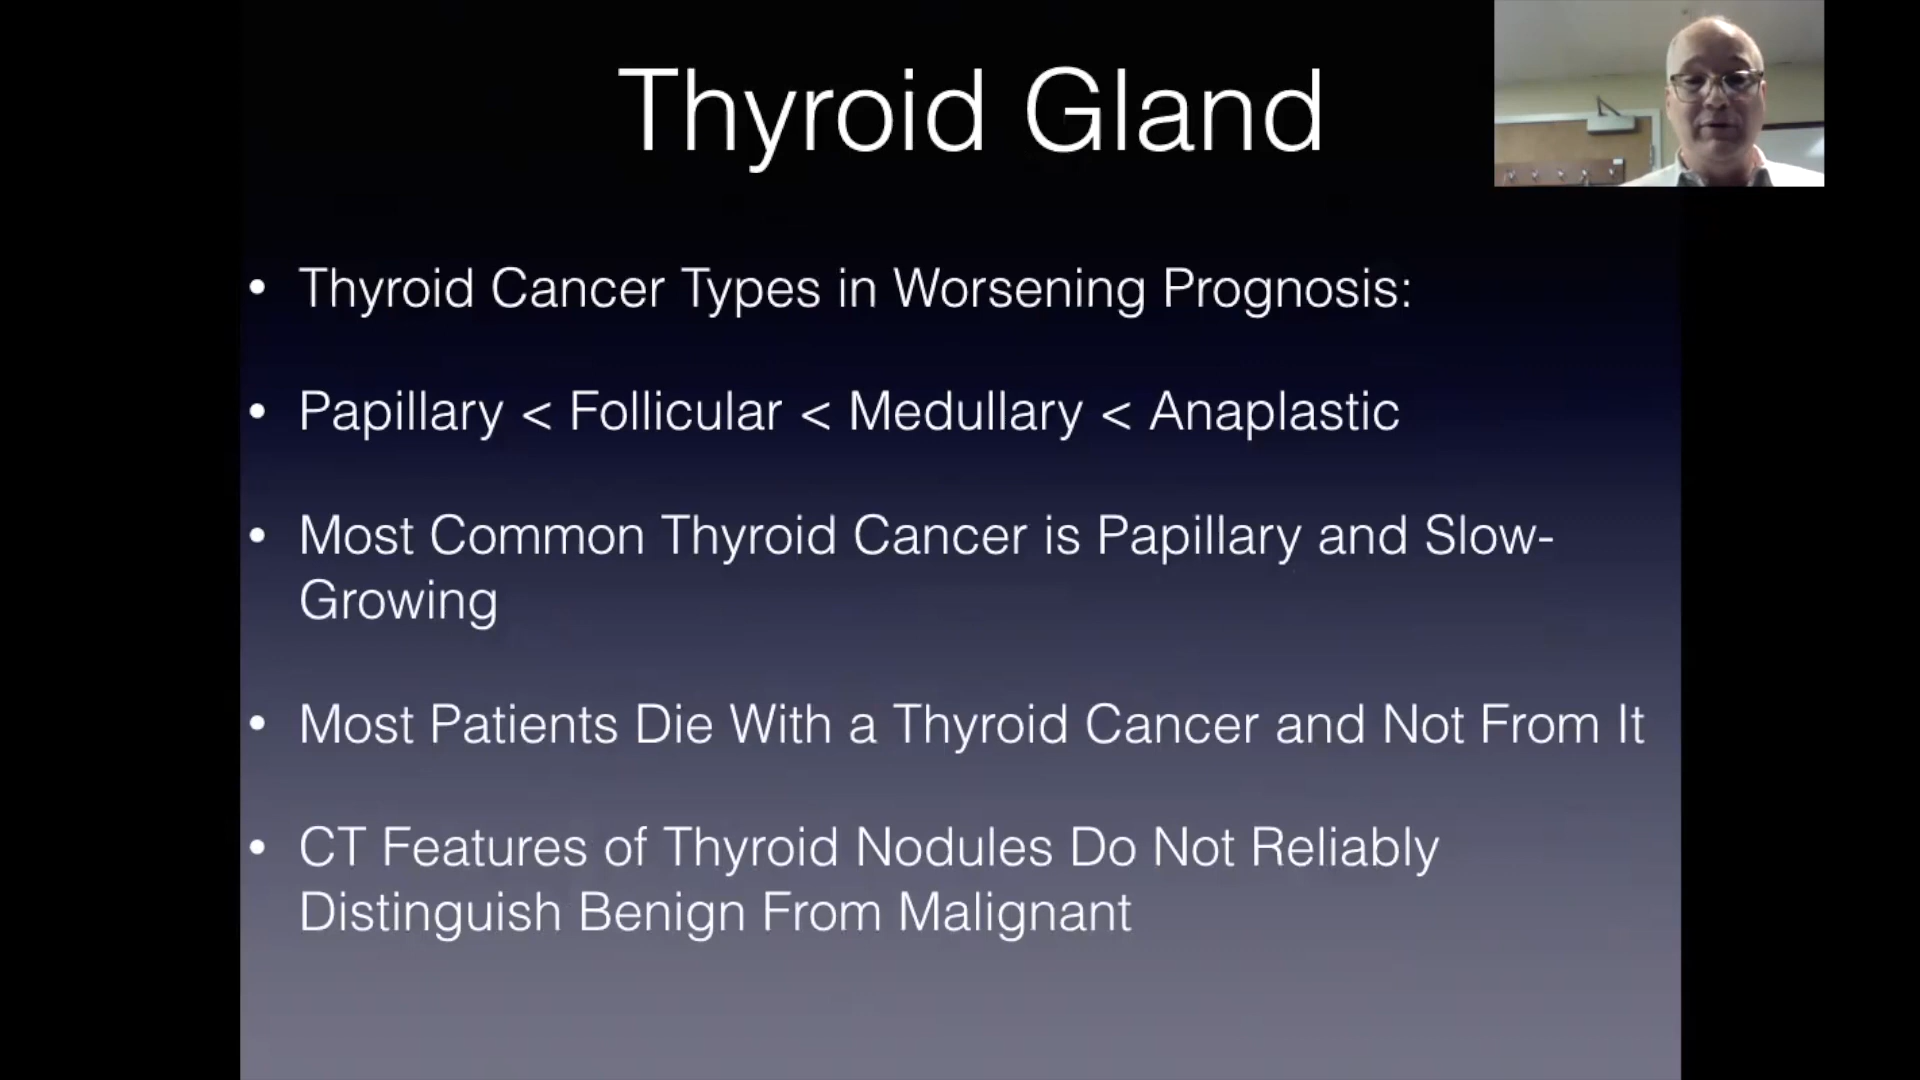 Thyroid Gland
• Thyroid Cancer Types in Worsening Prognosis:
• Papillary < Follicular < Medullary < Anaplastic
• Most Common Thyroid Cancer is Papillary and Slow-
Growing
• Most Patients Die With a Thyroid Cancer and Not From It
• CT Features of Thyroid Nodules Do Not Reliably
Distinguish Benign From Malignant